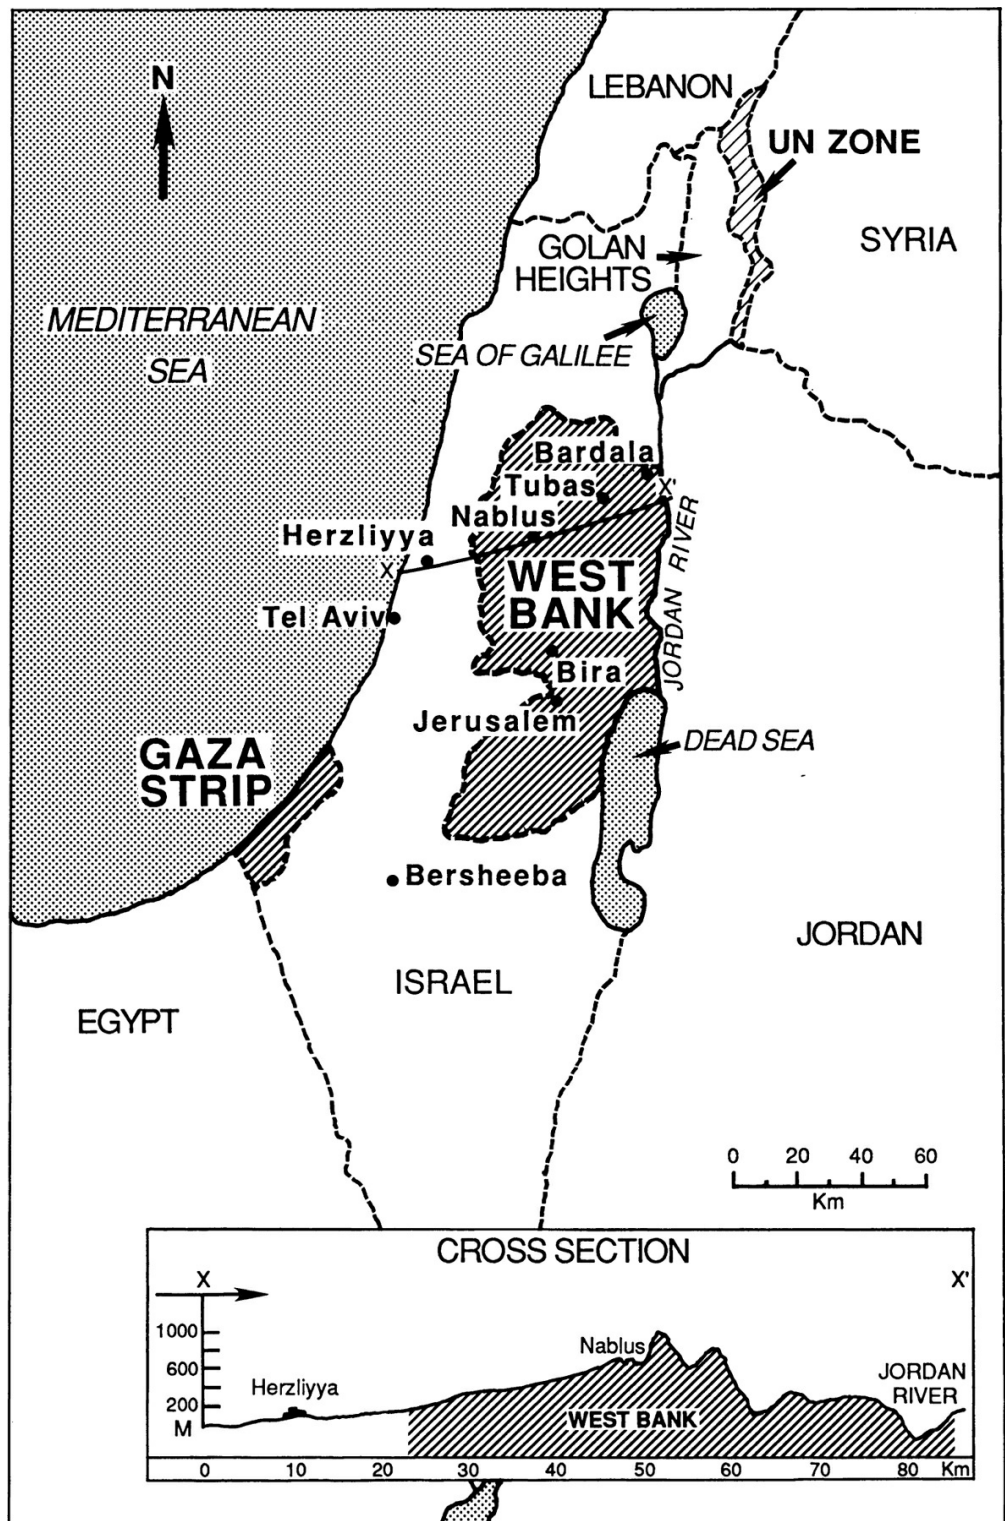 N
LEBANON
UN ZONE
SYRIA
GOLAN
HEIGHTS
MEDITERRANEAN
SEA
SEA OF GALILEE
Bardala
Tubas
X'
Nablus
Herzliyya
X
WEST
BANK
JORDAN RIVER
Tel Aviv
Bira
Jerusalem
DEAD SEA
GAZA
STRIP
Bersheeba
JORDAN
ISRAEL
EGYPT
0 20 40 60
Km
CROSS SECTION
X X'
1000
600
200
M
Nablus
Herzliyya
JORDAN
RIVER
WEST BANK
0 10 20 30 40 50 60 70 80 Km